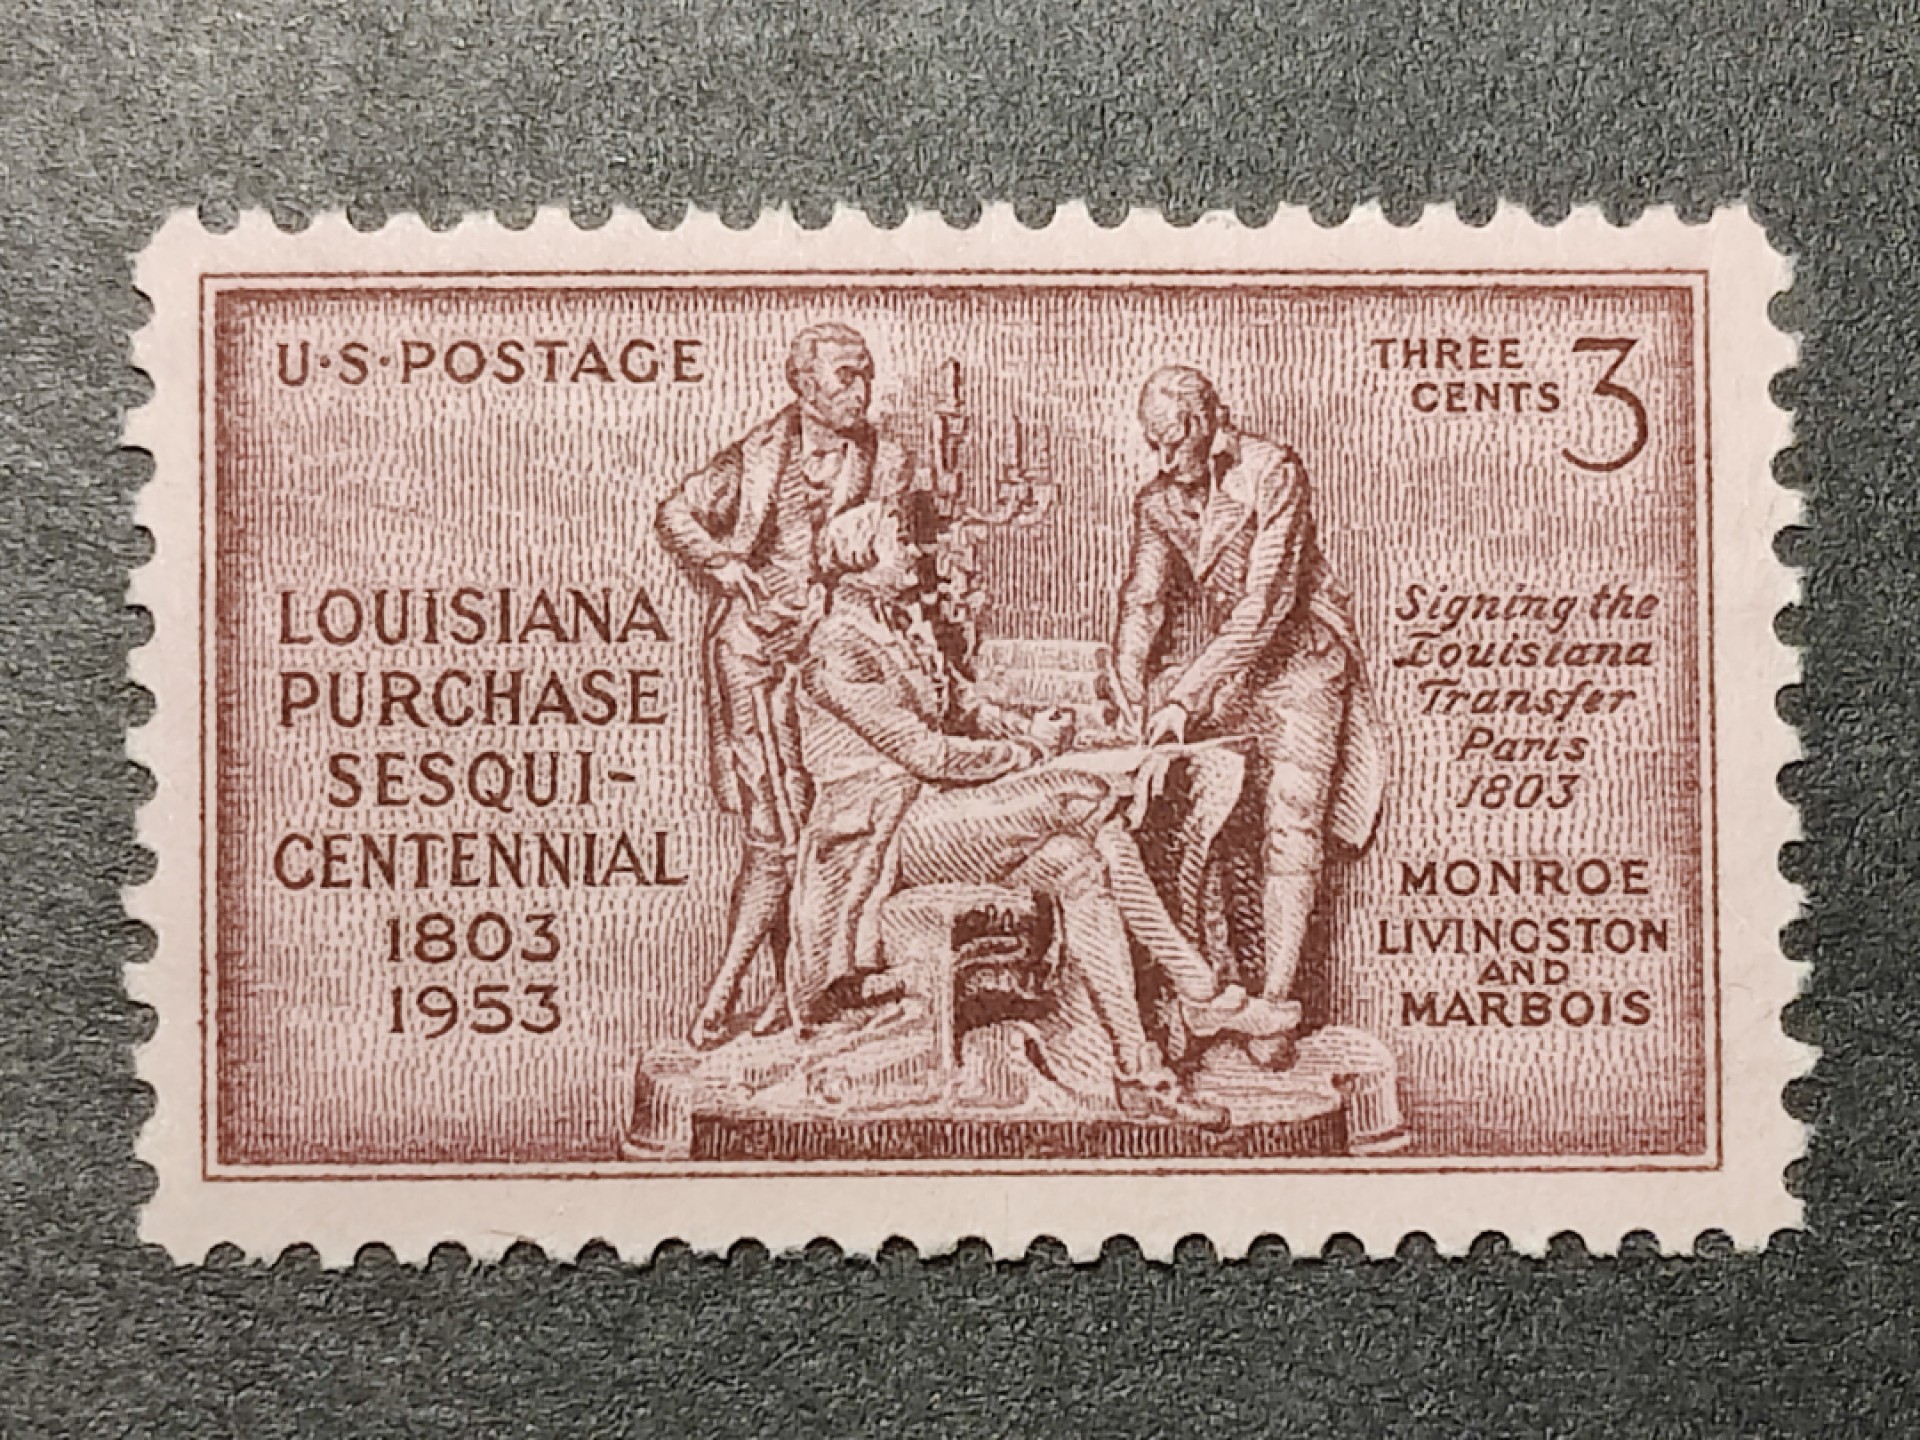 U·S·POSTAGE
THREE
CENTS 3
LOUISIANA
PURCHASE
SESQUI-
CENTENNIAL
1803
1953
Signing the
Louisiana
Transfer
Paris
1803
MONROE
LIVINGSTON
AND
MARBOIS